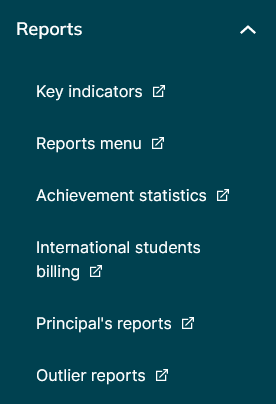 Reports
Key indicators
Reports menu
Achievement statistics
International students
billing
Principal's reports
Outlier reports